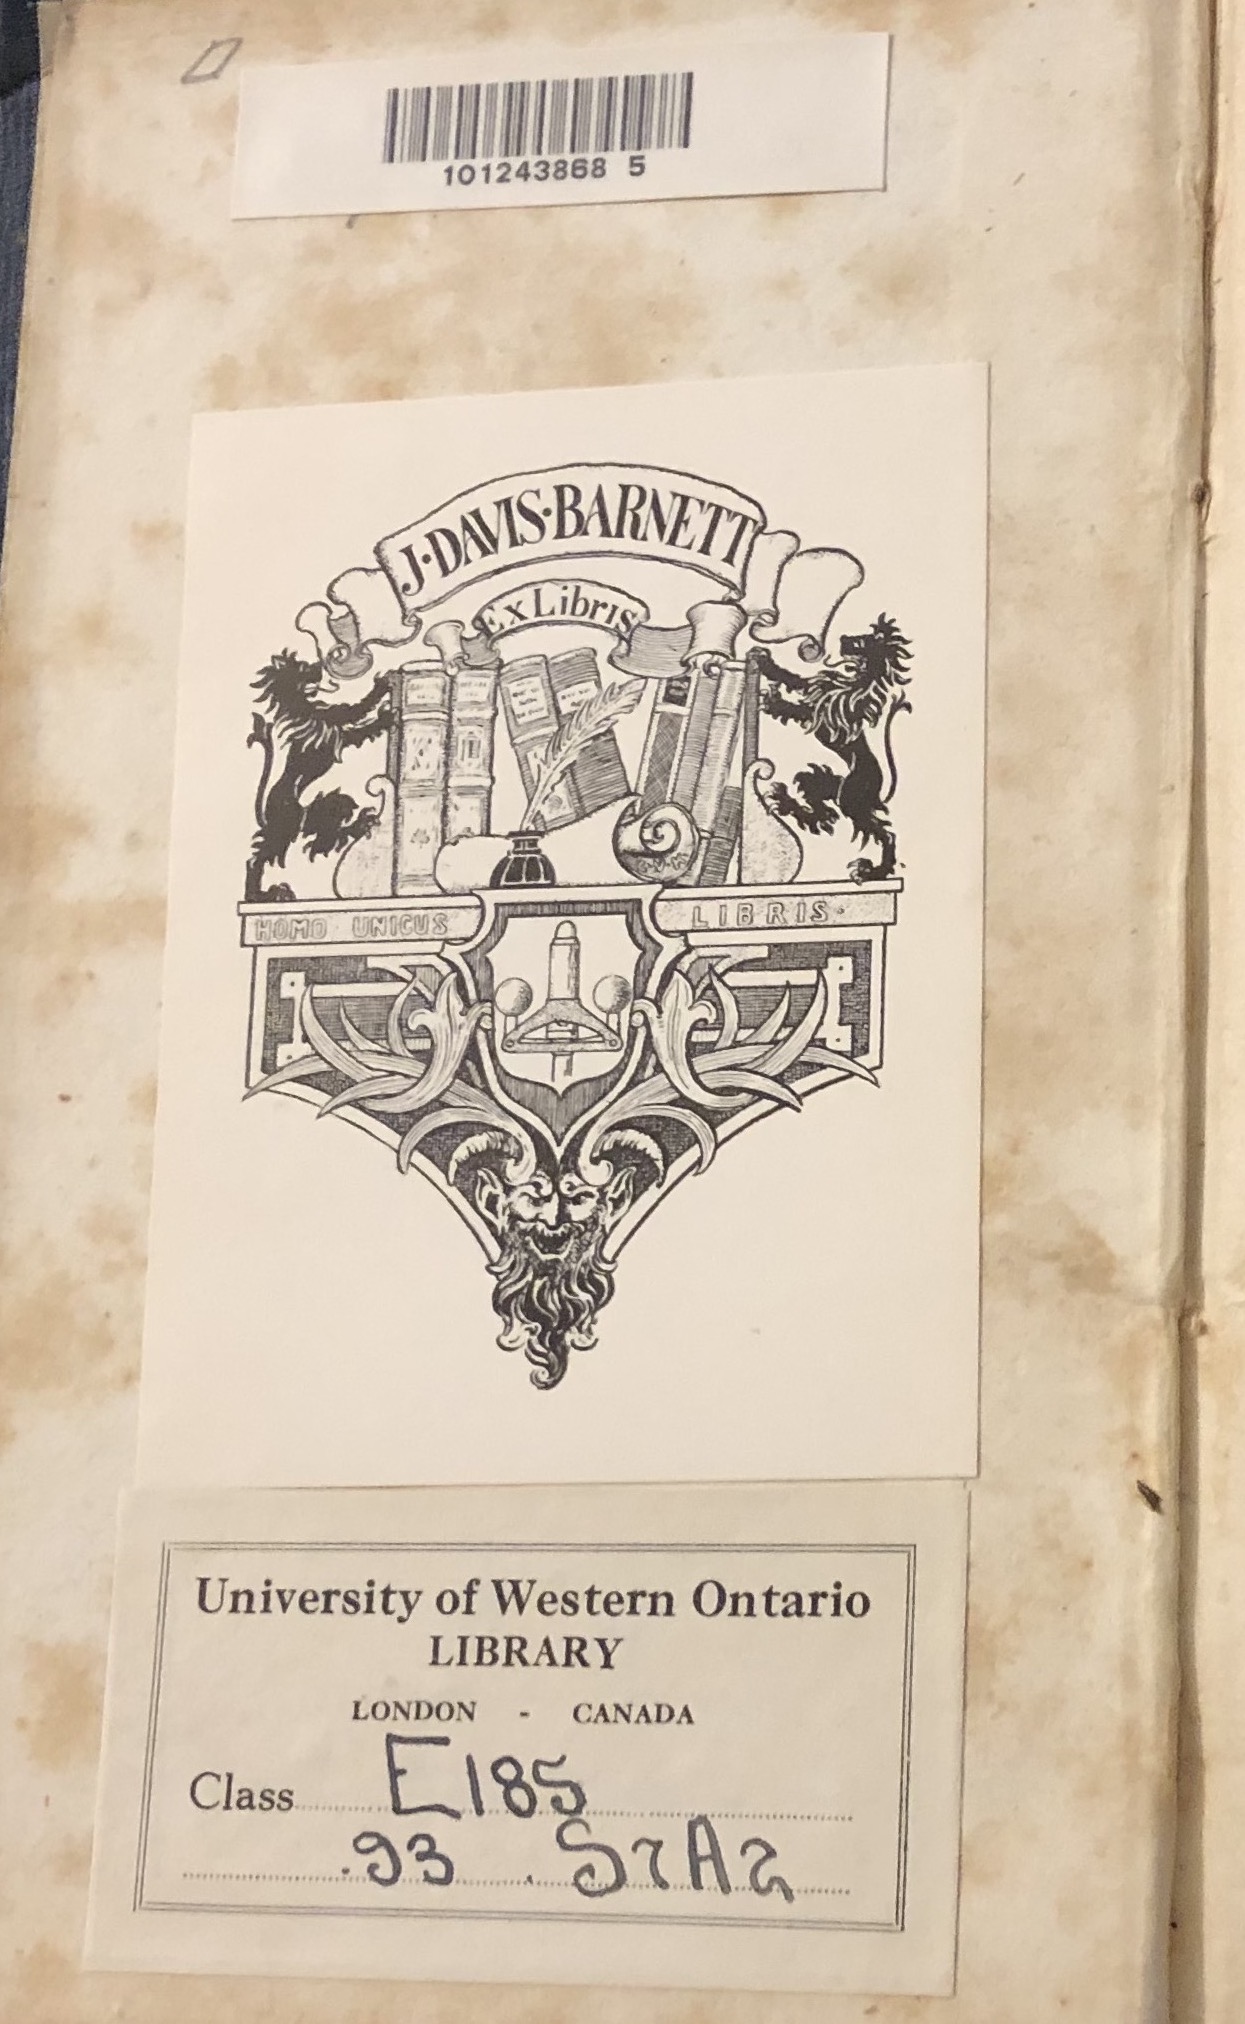 101243868 5
J·DAVIS·BARNETT
Ex Libris
HOMO UNICUS LIBRIS·
University of Western Ontario
LIBRARY
LONDON - CANADA
Class E185
.93 . S7A2